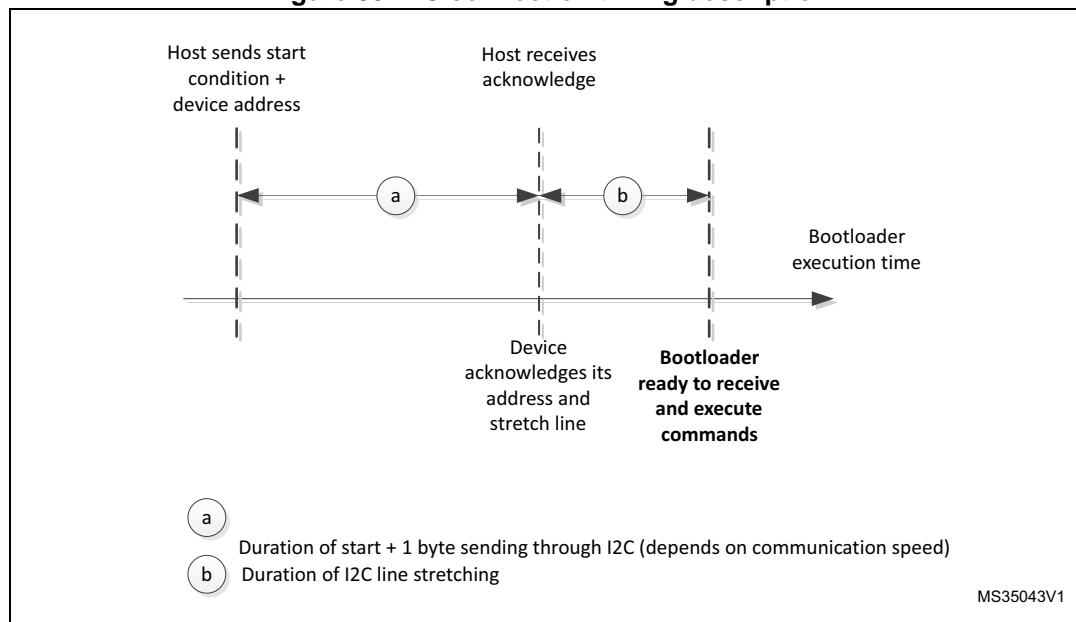 Host sends start
condition +
device address
Host receives
acknowledge
a
b
Bootloader
execution time
Device
acknowledges its
address and
stretch line
Bootloader
ready to receive
and execute
commands
a
Duration of start + 1 byte sending through I2C (depends on communication speed)
b
Duration of I2C line stretching
MS35043V1